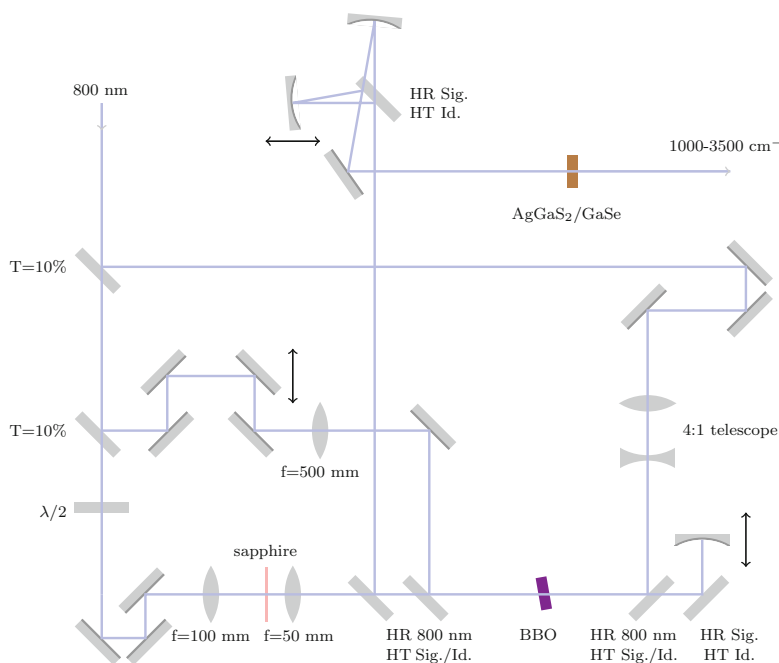 800 nm
HR Sig.
HT Id.
1000-3500 cm⁻
AgGaS₂/GaSe
T=10%
T=10%
4:1 telescope
f=500 mm
λ/2
sapphire
f=100 mm
f=50 mm
HR 800 nm
HT Sig./Id.
BBO
HR 800 nm
HT Sig./Id.
HR Sig.
HT Id.